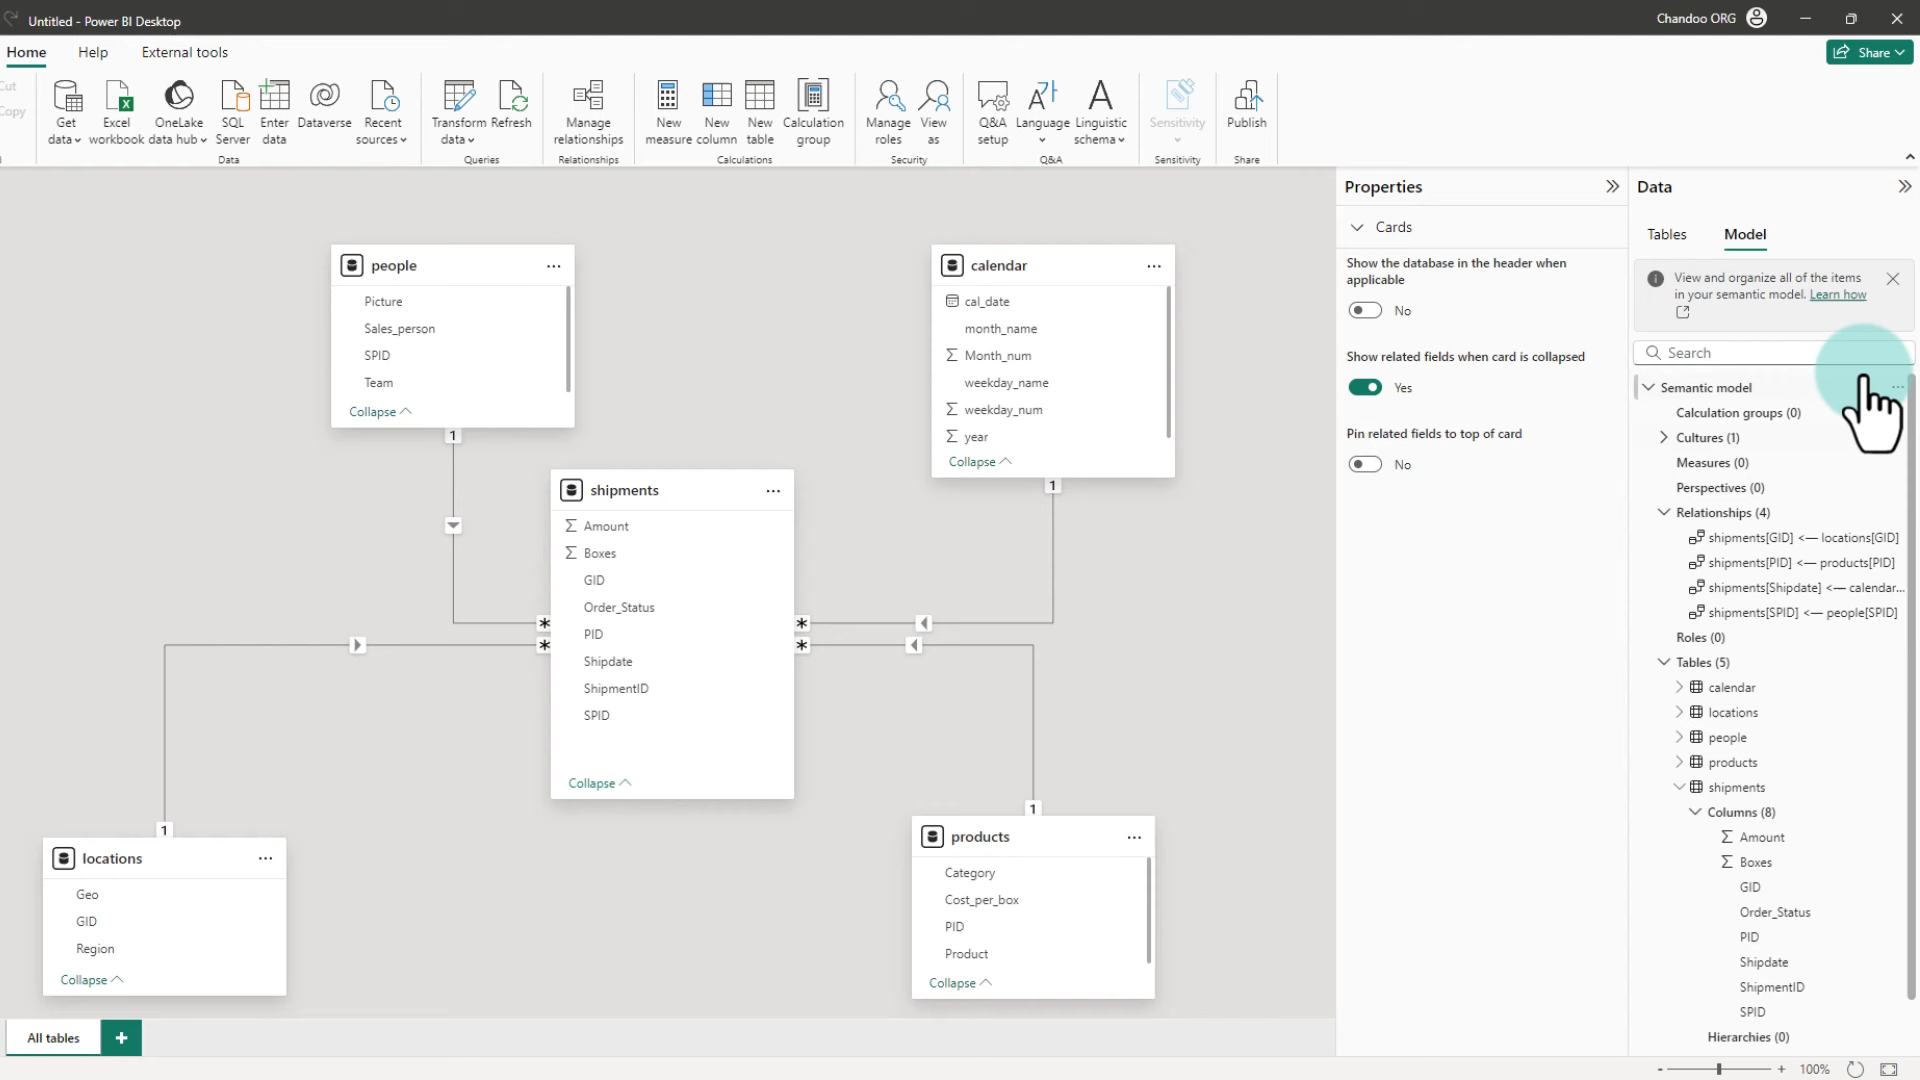 Untitled - Power BI Desktop
Chandoo ORG
Home
Help
External tools
Share
Cut
Copy
Get data
Excel workbook
OneLake data hub
SQL Server
Enter data
Dataverse
Recent sources
Data
Transform data
Refresh
Queries
Manage relationships
Relationships
New measure
New column
New table
Calculation group
Calculations
Manage roles
View as
Security
Q&A setup
Language
Linguistic schema
Q&A
Sensitivity
Sensitivity
Publish
Share
people
Picture
Sales_person
SPID
Team
Collapse
1
calendar
cal_date
month_name
Σ Month_num
weekday_name
Σ weekday_num
Σ year
Collapse
1
shipments
Σ Amount
Σ Boxes
GID
Order_Status
PID
Shipdate
ShipmentID
SPID
Collapse
*
*
*
*
1
locations
Geo
GID
Region
Collapse
1
products
Category
Cost_per_box
PID
Product
Collapse
All tables
+
Properties
Cards
Show the database in the header when
applicable
No
Show related fields when card is collapsed
Yes
Pin related fields to top of card
No
Data
Tables
Model
View and organize all of the items
in your semantic model. Learn how
Search
Semantic model
Calculation groups (0)
Cultures (1)
Measures (0)
Perspectives (0)
Relationships (4)
shipments[GID] <— locations[GID]
shipments[PID] <— products[PID]
shipments[Shipdate] <— calendar...
shipments[SPID] <— people[SPID]
Roles (0)
Tables (5)
calendar
locations
people
products
shipments
Columns (8)
Σ Amount
Σ Boxes
GID
Order_Status
PID
Shipdate
ShipmentID
SPID
Hierarchies (0)
- + 100%